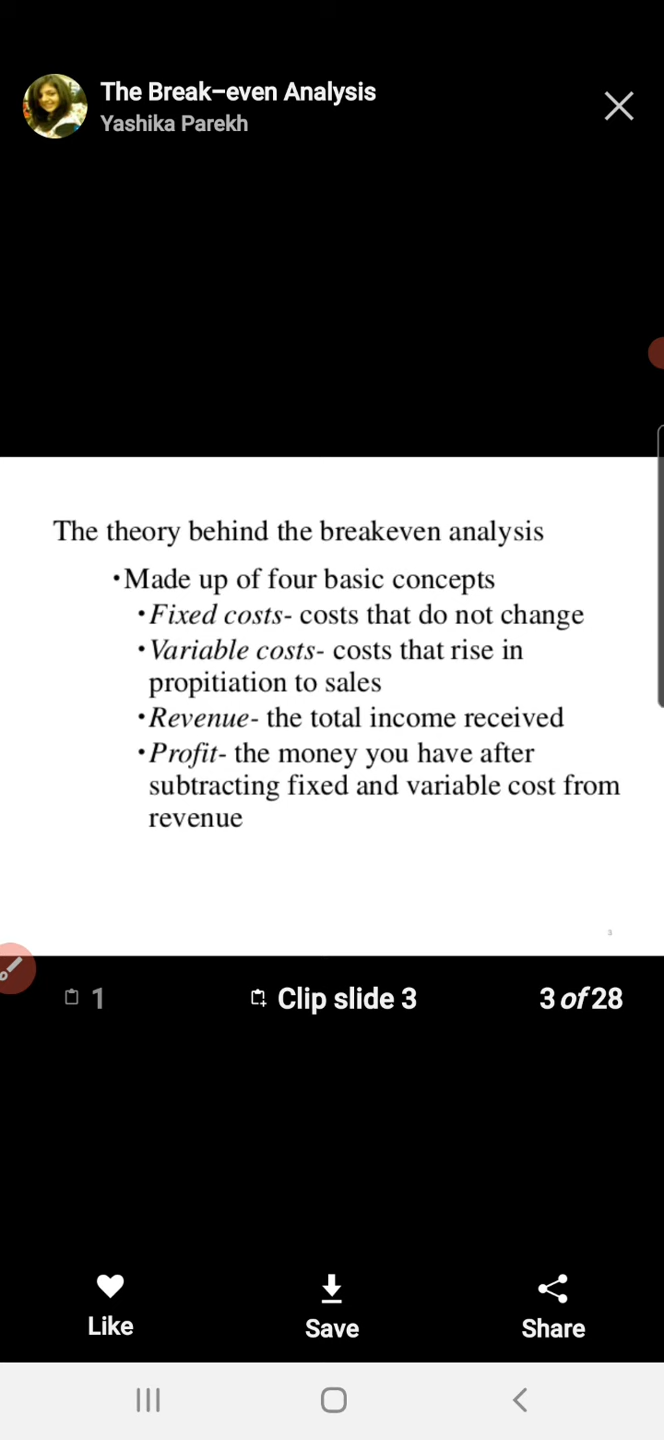 The Break-even Analysis
Yashika Parekh
The theory behind the breakeven analysis
•Made up of four basic concepts
•Fixed costs- costs that do not change
•Variable costs- costs that rise in
propitiation to sales
•Revenue- the total income received
•Profit- the money you have after
subtracting fixed and variable cost from
revenue
3
1
Clip slide 3
3 of 28
Like
Save
Share